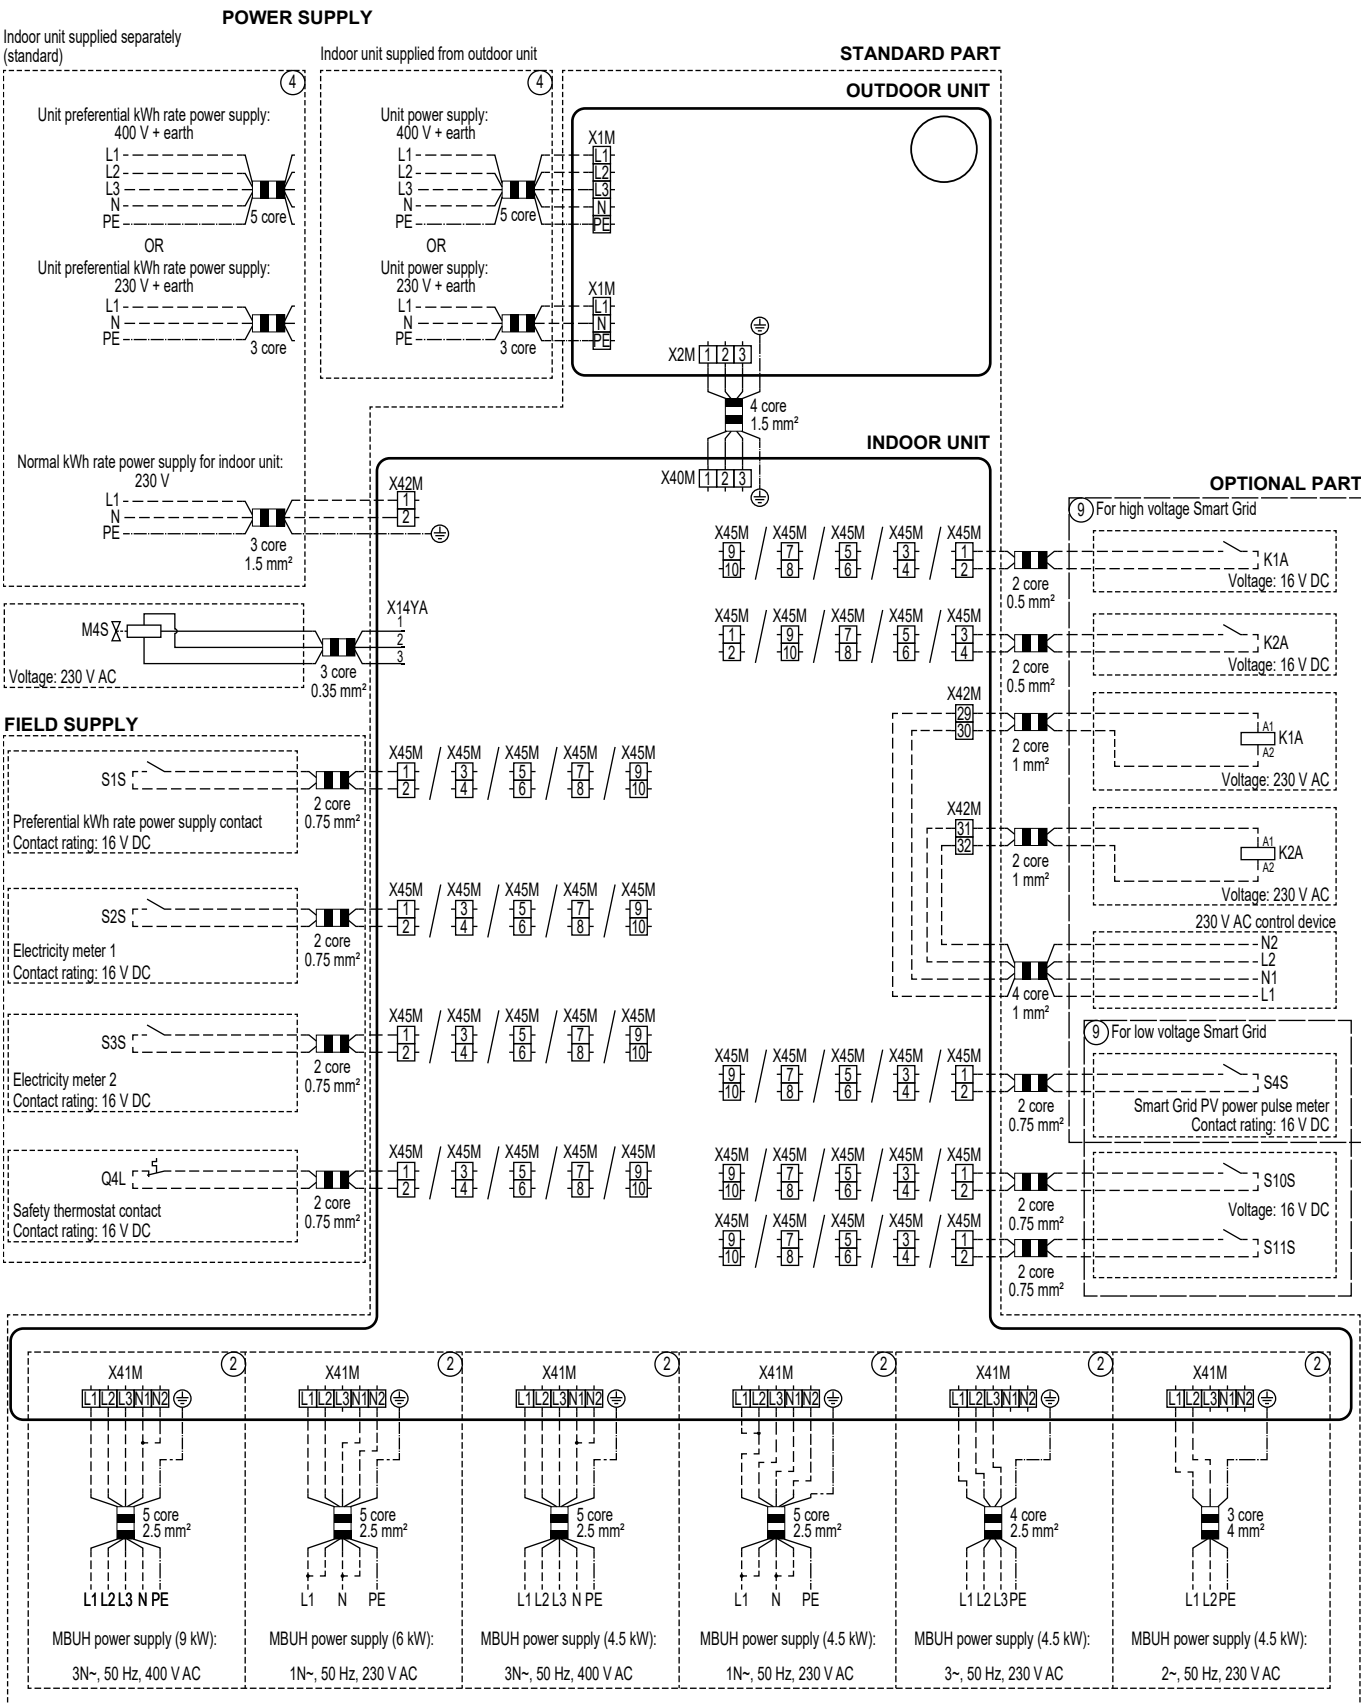 POWER SUPPLY
Indoor unit supplied separately
(standard)
4
Unit preferential kWh rate power supply:
400 V + earth
L1
L2
L3
N
PE
5 core
OR
Unit preferential kWh rate power supply:
230 V + earth
L1
N
PE
3 core
Normal kWh rate power supply for indoor unit:
230 V
L1
N
PE
3 core
1.5 mm²
X42M
1
2
Indoor unit supplied from outdoor unit
4
Unit power supply:
400 V + earth
L1
L2
L3
N
PE
5 core
OR
Unit power supply:
230 V + earth
L1
N
PE
3 core
STANDARD PART
OUTDOOR UNIT
X1M
L1
L2
L3
N
PE
X1M
L1
N
PE
X2M 1 2 3
4 core
1.5 mm²
INDOOR UNIT
X40M 1 2 3
M4S
Voltage: 230 V AC
3 core
0.35 mm²
X14YA
1
2
3
FIELD SUPPLY
S1S
Preferential kWh rate power supply contact
Contact rating: 16 V DC
2 core
0.75 mm²
X45M / X45M / X45M / X45M / X45M
1 3 5 7 9
2 4 6 8 10
S2S
Electricity meter 1
Contact rating: 16 V DC
2 core
0.75 mm²
X45M / X45M / X45M / X45M / X45M
1 3 5 7 9
2 4 6 8 10
S3S
Electricity meter 2
Contact rating: 16 V DC
2 core
0.75 mm²
X45M / X45M / X45M / X45M / X45M
1 3 5 7 9
2 4 6 8 10
Q4L
Safety thermostat contact
Contact rating: 16 V DC
2 core
0.75 mm²
X45M / X45M / X45M / X45M / X45M
1 3 5 7 9
2 4 6 8 10
OPTIONAL PART
9 For high voltage Smart Grid
X45M / X45M / X45M / X45M / X45M
9 7 5 3 1
10 8 6 4 2
2 core
0.5 mm²
K1A
Voltage: 16 V DC
X45M / X45M / X45M / X45M / X45M
1 9 7 5 3
2 10 8 6 4
2 core
0.5 mm²
K2A
Voltage: 16 V DC
X42M
29
30
2 core
1 mm²
A1
A2
K1A
Voltage: 230 V AC
X42M
31
32
2 core
1 mm²
A1
A2
K2A
Voltage: 230 V AC
230 V AC control device
N2
L2
N1
L1
4 core
1 mm²
9 For low voltage Smart Grid
X45M / X45M / X45M / X45M / X45M
9 7 5 3 1
10 8 6 4 2
2 core
0.75 mm²
S4S
Smart Grid PV power pulse meter
Contact rating: 16 V DC
X45M / X45M / X45M / X45M / X45M
9 7 5 3 1
10 8 6 4 2
2 core
0.75 mm²
S10S
Voltage: 16 V DC
X45M / X45M / X45M / X45M / X45M
9 7 5 3 1
10 8 6 4 2
2 core
0.75 mm²
S11S
2
X41M
L1 L2 L3 N1 N2
5 core
2.5 mm²
L1 L2 L3 N PE
MBUH power supply (9 kW):
3N~, 50 Hz, 400 V AC
2
X41M
L1 L2 L3 N1 N2
5 core
2.5 mm²
L1 N PE
MBUH power supply (6 kW):
1N~, 50 Hz, 230 V AC
2
X41M
L1 L2 L3 N1 N2
5 core
2.5 mm²
L1 L2 L3 N PE
MBUH power supply (4.5 kW):
3N~, 50 Hz, 400 V AC
2
X41M
L1 L2 L3 N1 N2
5 core
2.5 mm²
L1 N PE
MBUH power supply (4.5 kW):
1N~, 50 Hz, 230 V AC
2
X41M
L1 L2 L3 N1 N2
4 core
2.5 mm²
L1 L2 L3 PE
MBUH power supply (4.5 kW):
3~, 50 Hz, 230 V AC
2
X41M
L1 L2 L3 N1 N2
3 core
4 mm²
L1 L2 PE
MBUH power supply (4.5 kW):
2~, 50 Hz, 230 V AC